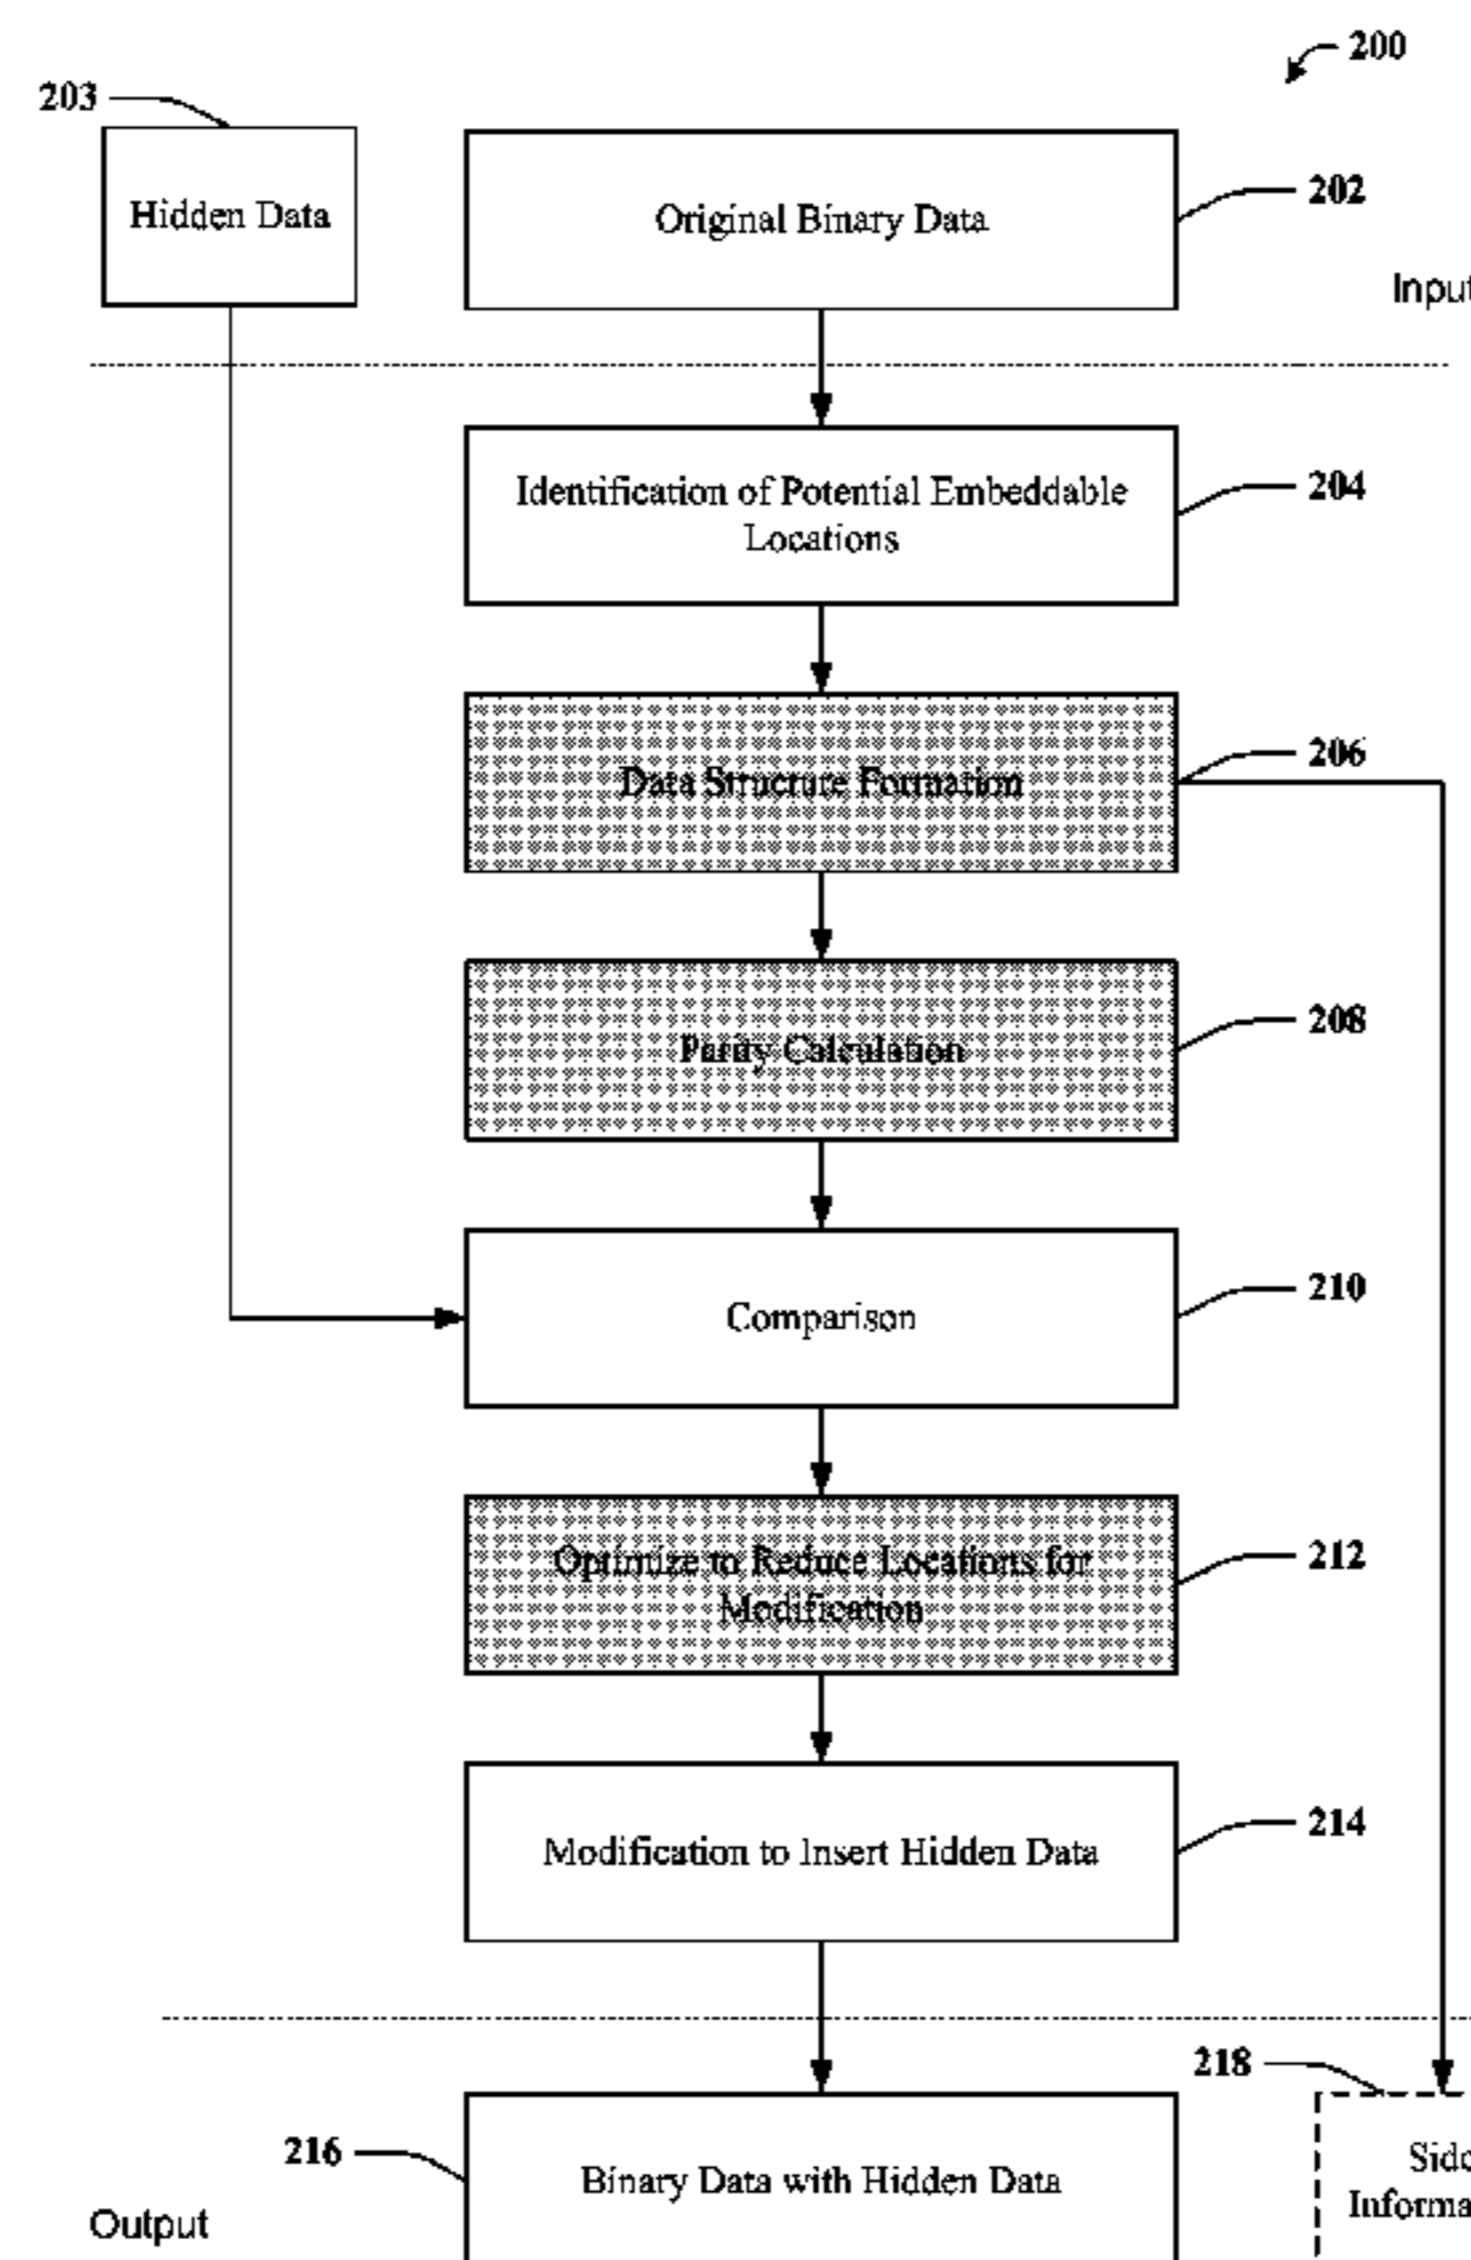 200
203
Hidden Data
Original Binary Data
202
Input
Identification of Potential Embeddable
Locations
204
Data Structure Formation
206
Parity Calculation
208
Comparison
210
Optimize to Reduce Locations for
Modification
212
Modification to Insert Hidden Data
214
218
216
Binary Data with Hidden Data
Output